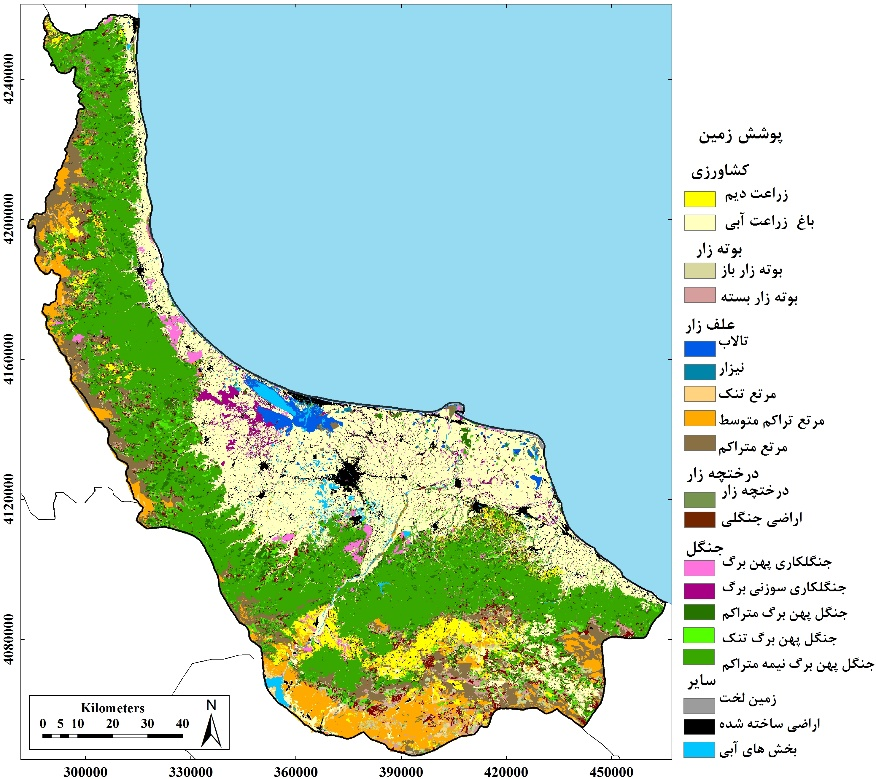 پوشش زمین
کشاورزی
زراعت دیم
باغ زراعت آبی
بوته زار
بوته زار باز
بوته زار بسته
علف زار
تالاب
نیزار
مرتع تنک
مرتع تراکم متوسط
مرتع متراکم
درختچه زار
درختچه زار
اراضی جنگلی
جنگل
جنگلکاری پهن برگ
جنگلکاری سوزنی برگ
جنگل پهن برگ متراکم
جنگل پهن برگ تنک
جنگل پهن برگ نیمه متراکم
سایر
زمین لخت
اراضی ساخته شده
بخش های آبی
4240000
4200000
4160000
4120000
4080000
Kilometers
0 5 10 20 30 40
N
300000 330000 360000 390000 420000 450000